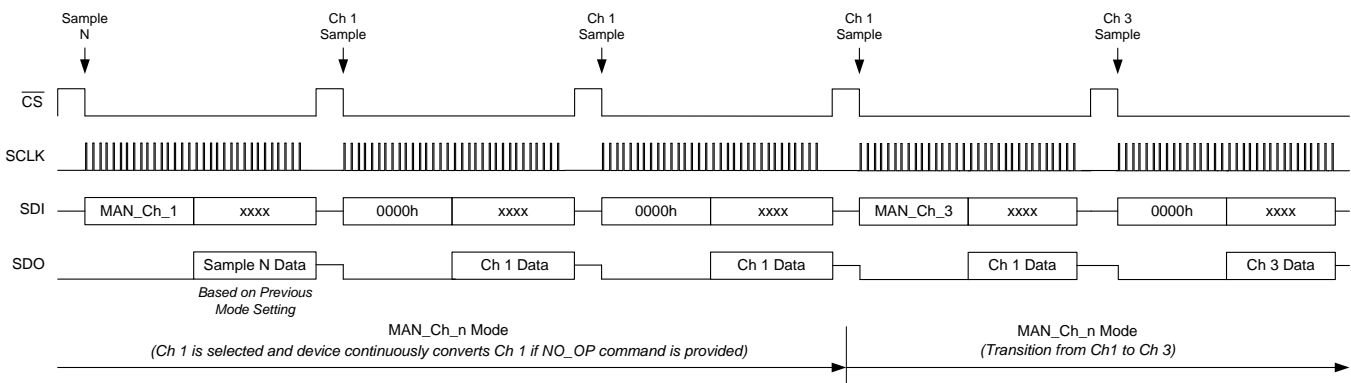 Sample
N
Ch 1
Sample
Ch 1
Sample
Ch 1
Sample
Ch 3
Sample
CS
SCLK
SDI
MAN_Ch_1
xxxx
0000h
xxxx
0000h
xxxx
MAN_Ch_3
xxxx
0000h
xxxx
SDO
Sample N Data
Ch 1 Data
Ch 1 Data
Ch 1 Data
Ch 3 Data
Based on Previous
Mode Setting
MAN_Ch_n Mode
(Ch 1 is selected and device continuously converts Ch 1 if NO_OP command is provided)
MAN_Ch_n Mode
(Transition from Ch1 to Ch 3)